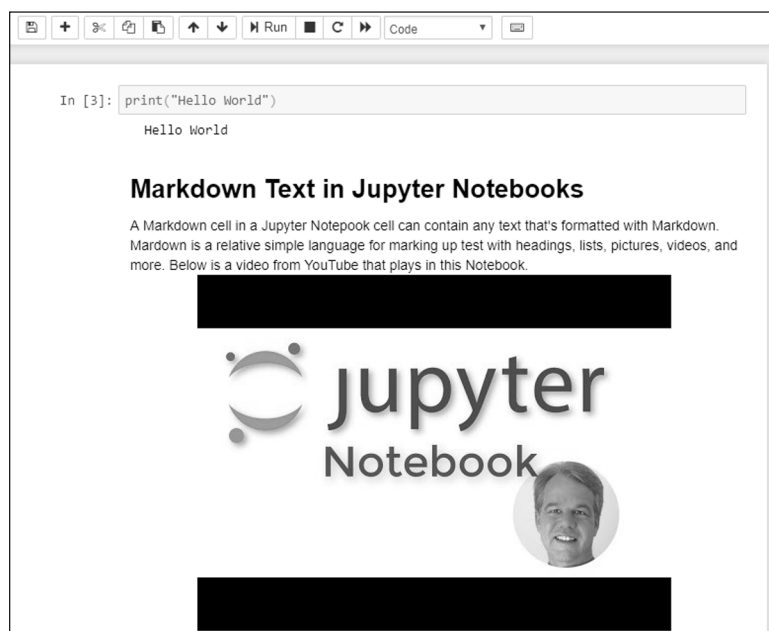 Run Code
In [3]: print("Hello World")
Hello World
Markdown Text in Jupyter Notebooks
A Markdown cell in a Jupyter Notepook cell can contain any text that's formatted with Markdown.
Mardown is a relative simple language for marking up test with headings, lists, pictures, videos, and
more. Below is a video from YouTube that plays in this Notebook.
jupyter
Notebook